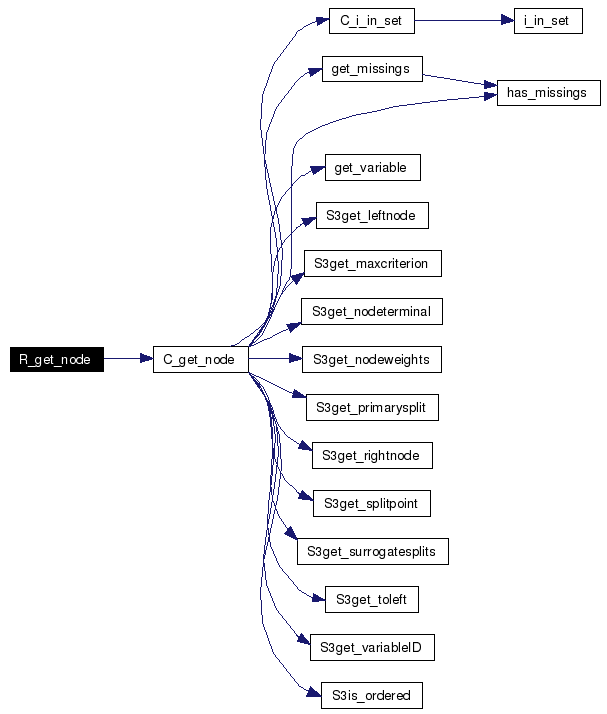 C_i_in_set
i_in_set
get_missings
has_missings
get_variable
S3get_leftnode
S3get_maxcriterion
S3get_nodeterminal
R_get_node
C_get_node
S3get_nodeweights
S3get_primarysplit
S3get_rightnode
S3get_splitpoint
S3get_surrogatesplits
S3get_toleft
S3get_variableID
S3is_ordered